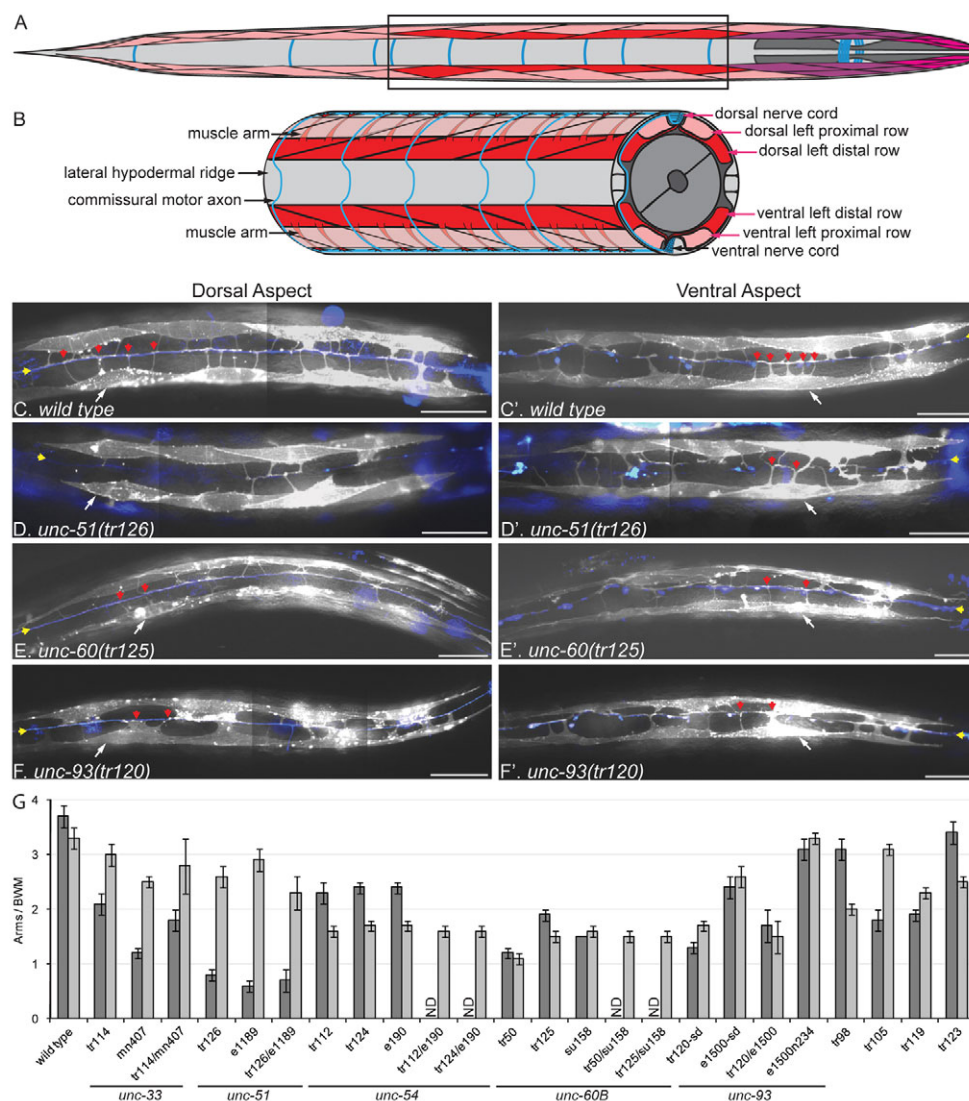 A
B
muscle arm
lateral hypodermal ridge
commissural motor axon
muscle arm
dorsal nerve cord
dorsal left proximal row
dorsal left distal row
ventral left distal row
ventral left proximal row
ventral nerve cord
Dorsal Aspect
Ventral Aspect
C. wild type
C'. wild type
D. unc-51(tr126)
D'. unc-51(tr126)
E. unc-60(tr125)
E'. unc-60(tr125)
F. unc-93(tr120)
F'. unc-93(tr120)
G
Arms / BWM
4
3
2
1
0
ND
ND
ND
ND
wild type
tr114
mn407
tr114/mn407
tr126
e1189
tr126/e1189
tr112
tr124
e190
tr112/e190
tr124/e190
tr50
tr125
su158
tr50/su158
tr125/su158
tr120-sd
e1500-sd
tr120/e1500
e1500n234
tr98
tr105
tr119
tr123
unc-33
unc-51
unc-54
unc-60B
unc-93